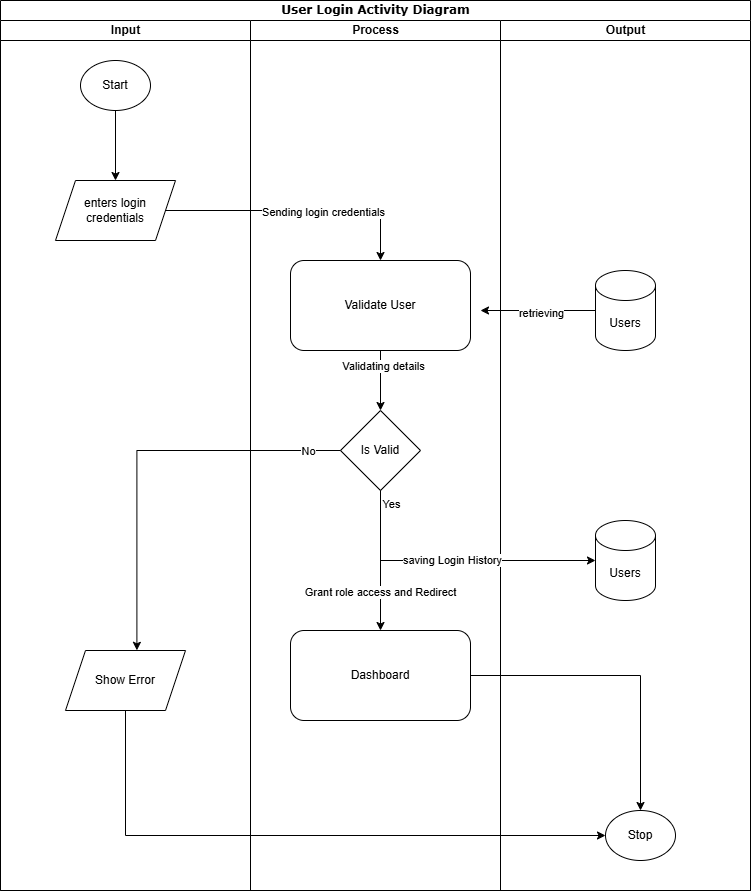 User Login Activity Diagram
Input
Process
Output
Start
enters login
credentials
Sending login credentials
Validate User
retrieving
Users
Validating details
Is Valid
No
Yes
saving Login History
Users
Grant role access and Redirect
Show Error
Dashboard
Stop